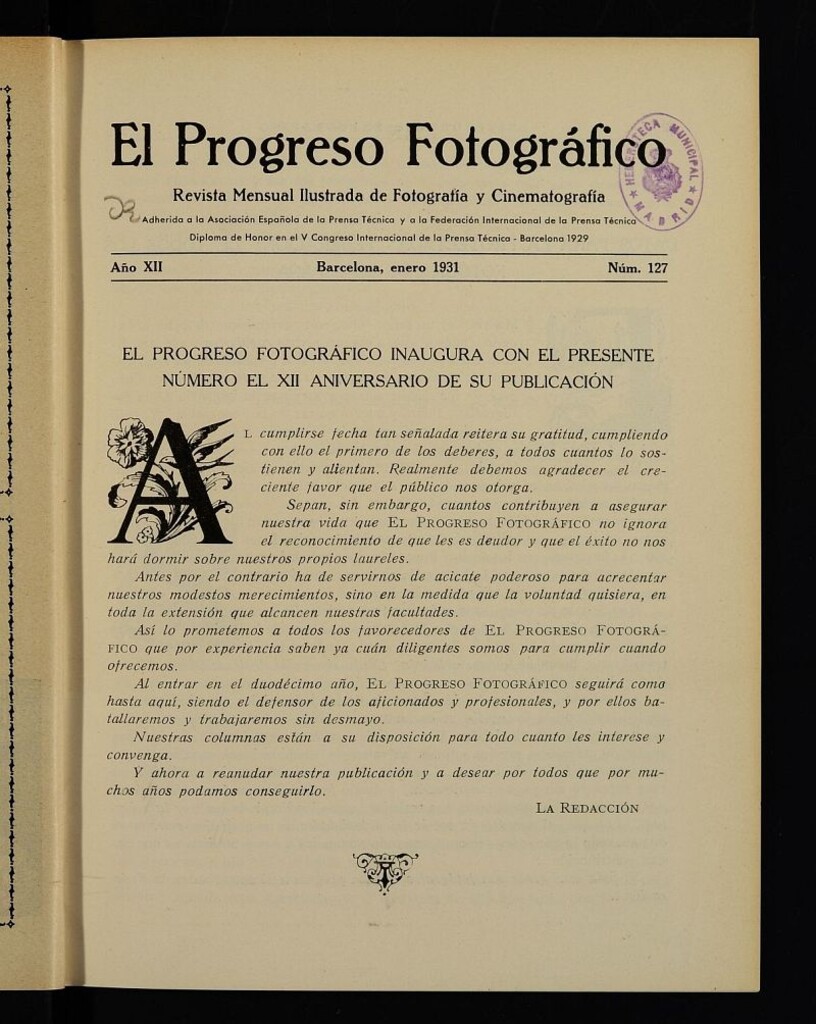 El Progreso Fotográfico
HEMEROTECA MUNICIPAL
★ MADRID ★
Revista Mensual Ilustrada de Fotografía y Cinematografía
Adherida a la Asociación Española de la Prensa Técnica y a la Federación Internacional de la Prensa Técnica
Diploma de Honor en el V Congreso Internacional de la Prensa Técnica - Barcelona 1929
Año XII Barcelona, enero 1931 Núm. 127
EL PROGRESO FOTOGRÁFICO INAUGURA CON EL PRESENTE
NÚMERO EL XII ANIVERSARIO DE SU PUBLICACIÓN
AL cumplirse fecha tan señalada reitera su gratitud, cumpliendo
con ello el primero de los deberes, a todos cuantos lo sos-
tienen y alientan. Realmente debemos agradecer el cre-
ciente favor que el público nos otorga.
Sepan, sin embargo, cuantos contribuyen a asegurar
nuestra vida que EL PROGRESO FOTOGRÁFICO no ignora
el reconocimiento de que les es deudor y que el éxito no nos
hará dormir sobre nuestros propios laureles.
Antes por el contrario ha de servirnos de acicate poderoso para acrecentar
nuestros modestos merecimientos, sino en la medida que la voluntad quisiera, en
toda la extensión que alcancen nuestras facultades.
Así lo prometemos a todos los favorecedores de EL PROGRESO FOTOGRÁ-
FICO que por experiencia saben ya cuán diligentes somos para cumplir cuando
ofrecemos.
Al entrar en el duodécimo año, EL PROGRESO FOTOGRÁFICO seguirá como
hasta aquí, siendo el defensor de los aficionados y profesionales, y por ellos ba-
tallaremos y trabajaremos sin desmayo.
Nuestras columnas están a su disposición para todo cuanto les interese y
convenga.
Y ahora a reanudar nuestra publicación y a desear por todos que por mu-
chos años podamos conseguirlo.
LA REDACCIÓN